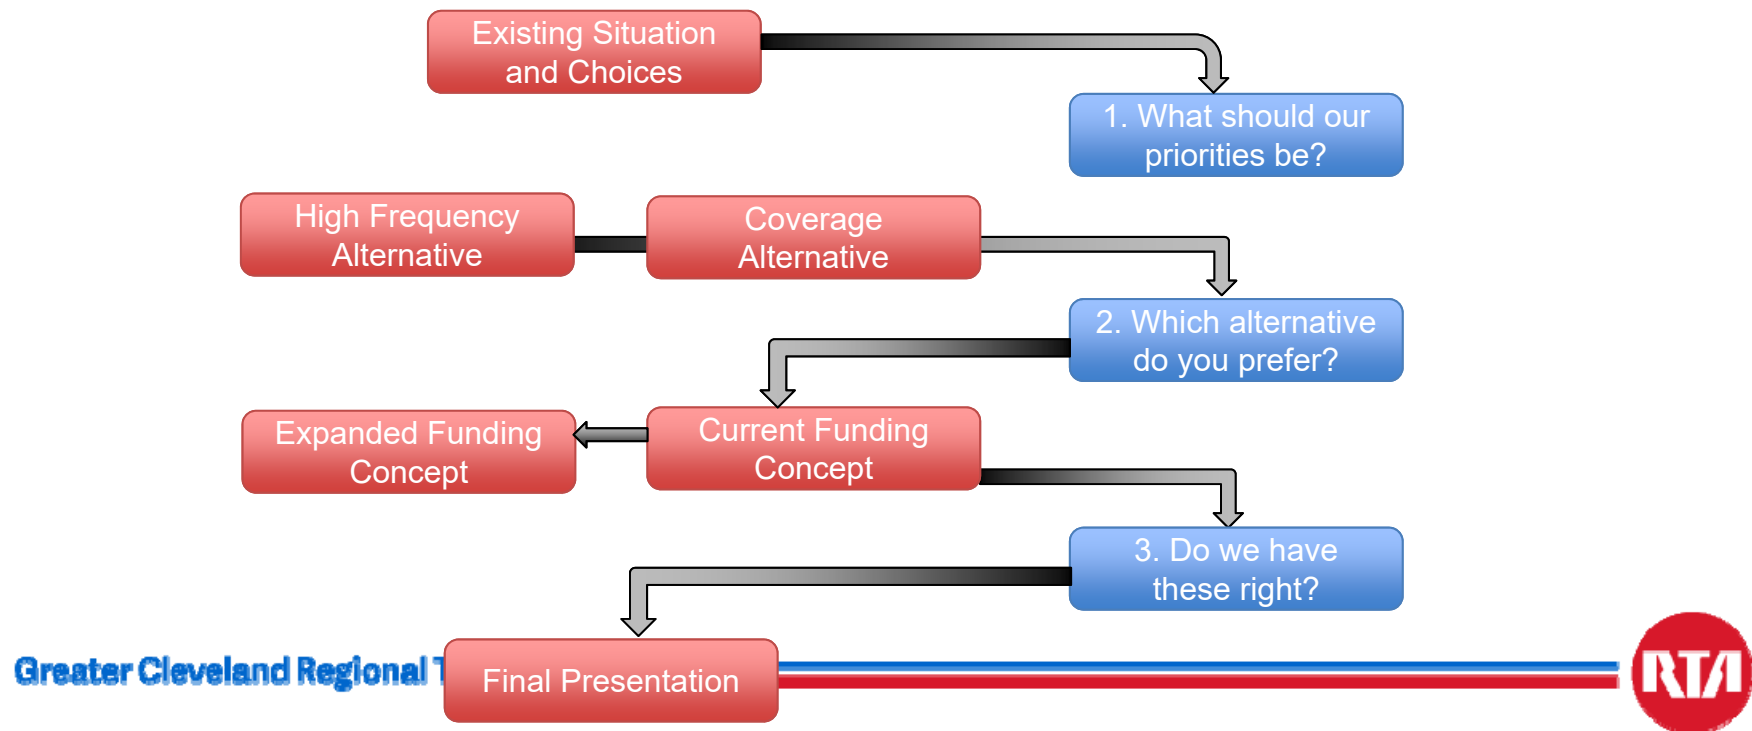 Existing Situation
and Choices
1. What should our
priorities be?
High Frequency
Alternative
Coverage
Alternative
2. Which alternative
do you prefer?
Expanded Funding
Concept
Current Funding
Concept
3. Do we have
these right?
Greater Cleveland Regional T
Final Presentation
RTA